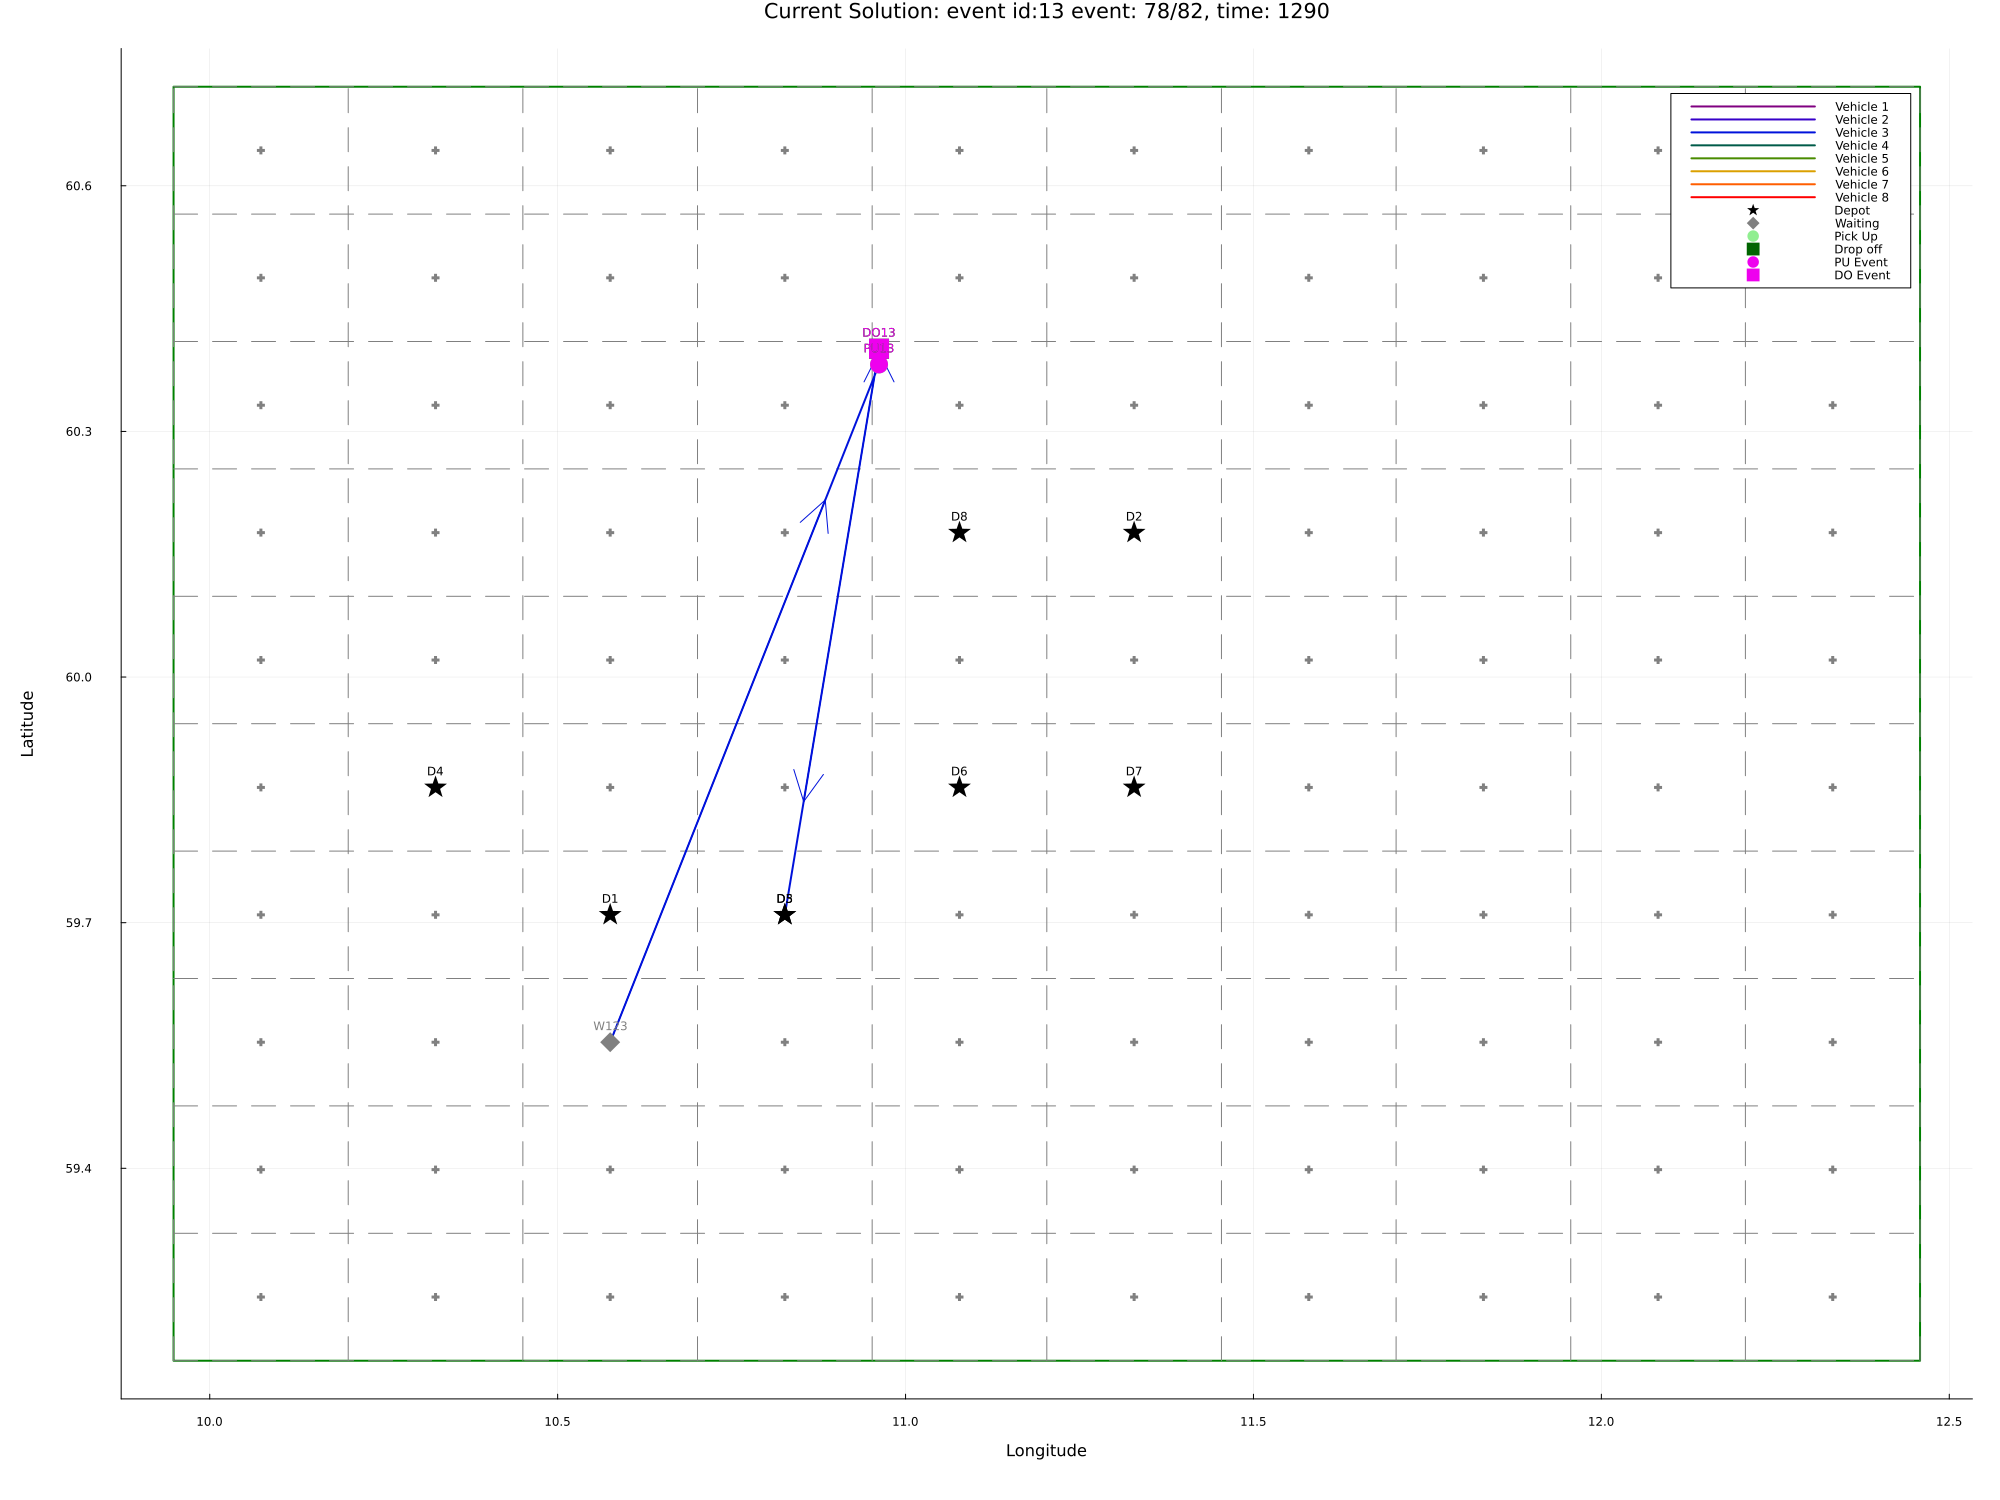 Current Solution: event id:13 event: 78/82, time: 1290
Vehicle 1
Vehicle 2
Vehicle 3
Vehicle 4
Vehicle 5
Vehicle 6
Vehicle 7
Vehicle 8
Depot
Waiting
Pick Up
Drop off
PU Event
DO Event
60.6
60.3
60.0
59.7
59.4
Latitude
DO13
D8
D2
D4
D6
D7
D1
10.0
10.5
11.0
11.5
12.0
12.5
Longitude